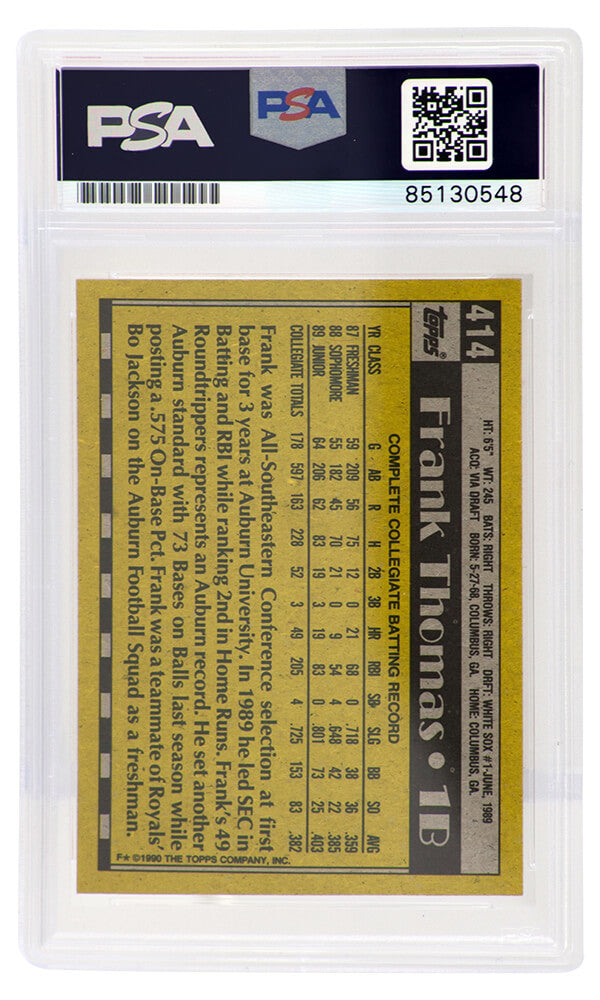 PSA
PSA
85130548
414
topps®
Frank Thomas • 1B
HT: 6'5" WT: 245 BATS: RIGHT THROWS: RIGHT DRFT: WHITE SOX #1-JUNE, 1989
ACQ: VIA DRAFT BORN: 5-27-68, COLUMBUS, GA. HOME: COLUMBUS, GA.
COMPLETE COLLEGIATE BATTING RECORD
YR CLASS G AB R H 2B 3B HR RBI SB SLG BB SO AVG
87 FRESHMAN 59 209 56 75 12 0 21 68 0 .718 38 36 .359
88 SOPHOMORE 55 182 45 70 21 0 9 54 4 .648 42 22 .385
89 JUNIOR 64 206 62 83 19 3 19 83 0 .801 73 25 .403
COLLEGIATE TOTALS 178 597 163 228 52 3 49 205 4 .725 153 83 .382
Frank was All-Southeastern Conference selection at first
base for 3 years at Auburn University. In 1989 he led SEC in
Batting and RBI while ranking 2nd in Home Runs. Frank's 49
Roundtrippers represents an Auburn record. He set another
Auburn standard with 73 Bases on Balls last season while
posting a .575 On-Base Pct. Frank was a teammate of Royals'
Bo Jackson on the Auburn Football Squad as a freshman.
F★ ©1990 THE TOPPS COMPANY, INC.